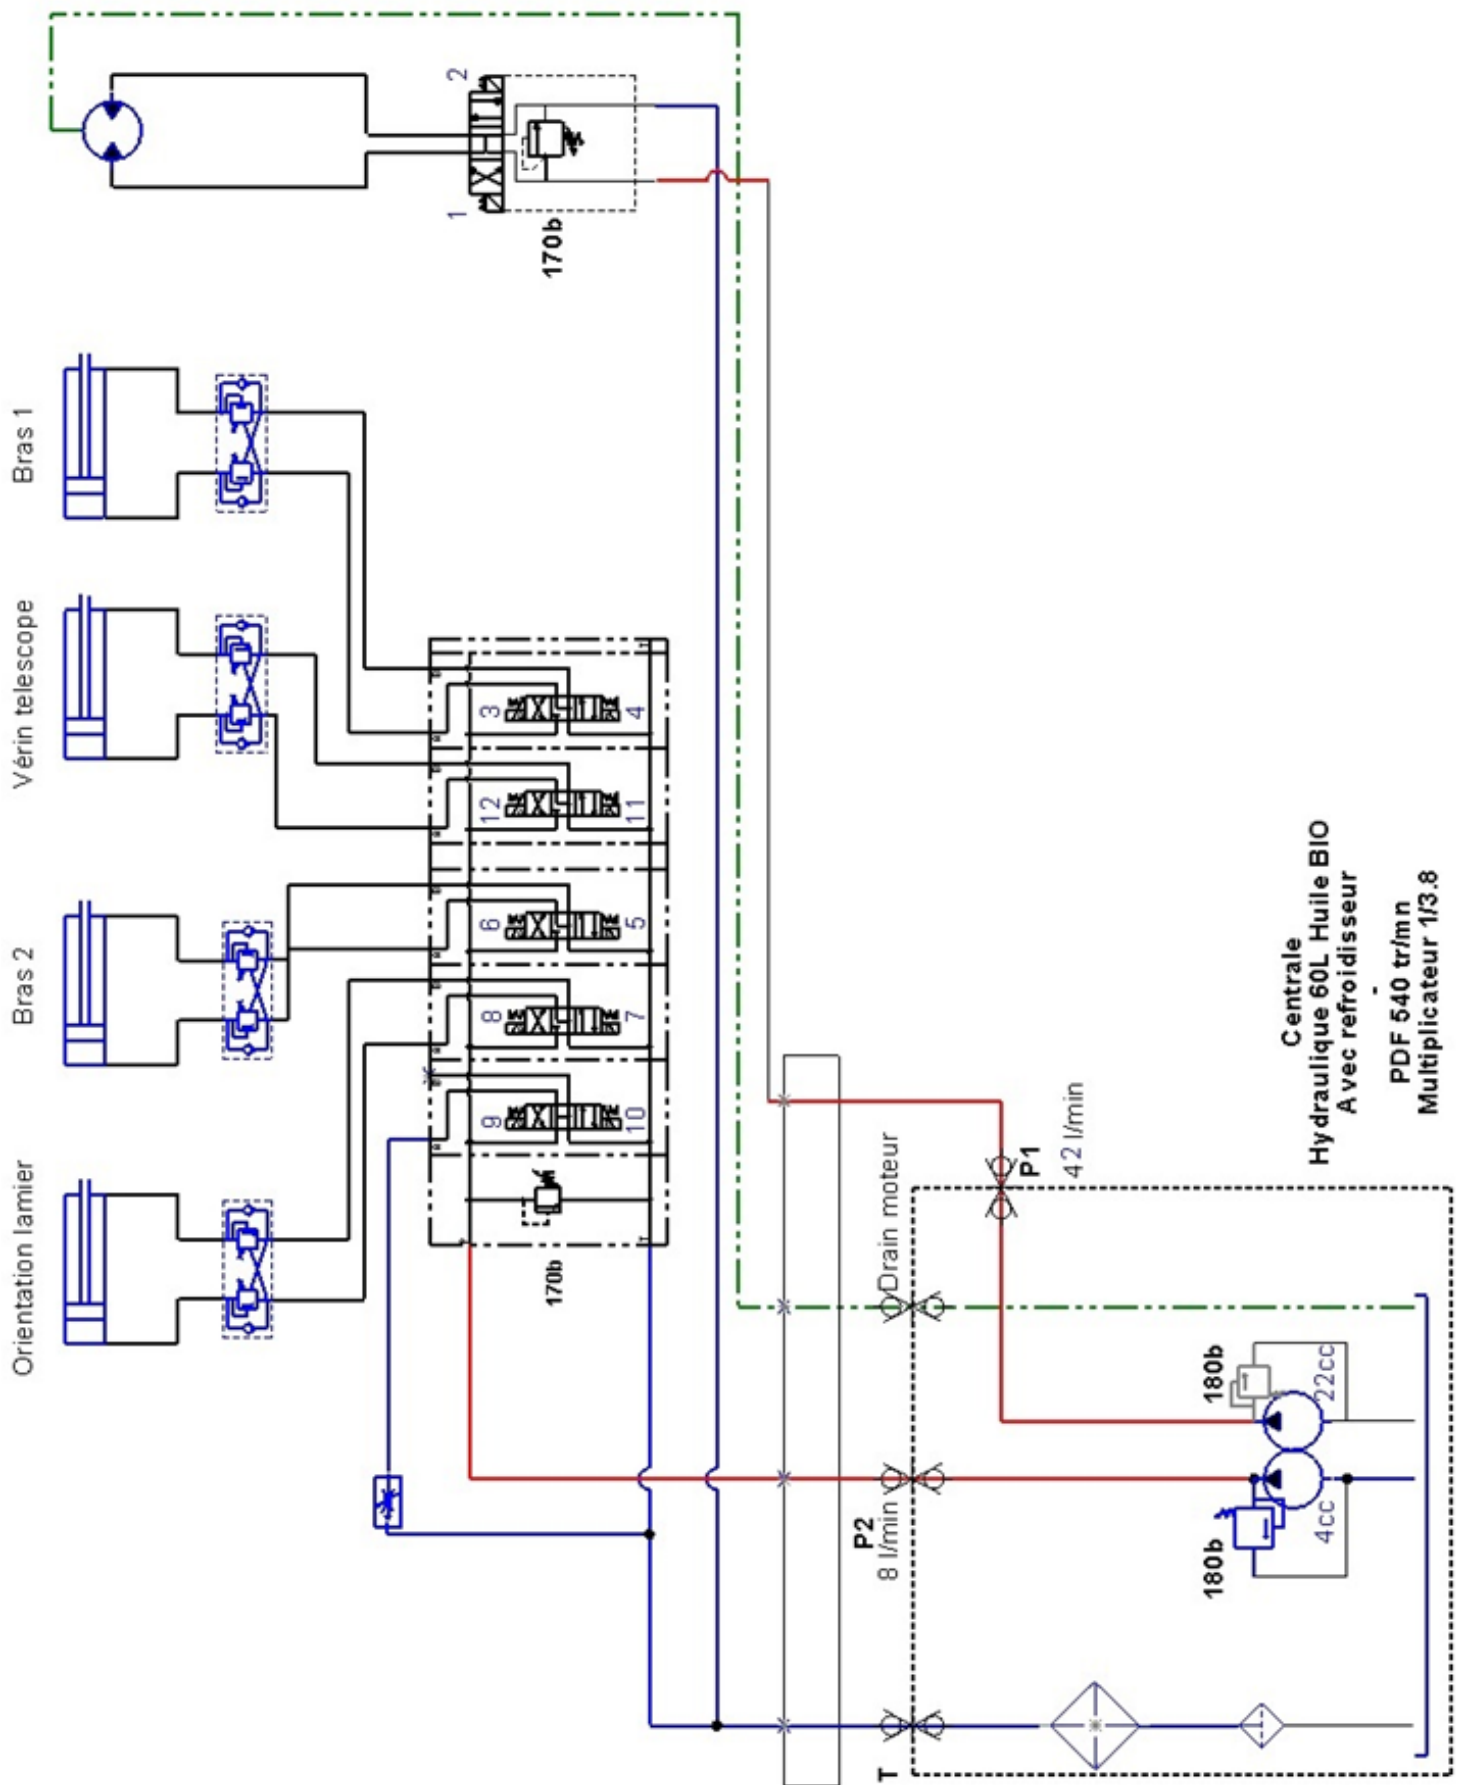 Orientation lamier
Bras 2
Vérin telescope
Bras 1
1
2
170b
9
10
8
7
6
5
12
11
3
4
170b
T
P2
8 l/min
Drain moteur
P1
42 l/min
180b
4cc
180b
22cc
Centrale
Hydraulique 60L Huile BIO
Avec refroidisseur
-
PDF 540 tr/mn
Multiplicateur 1/3.8